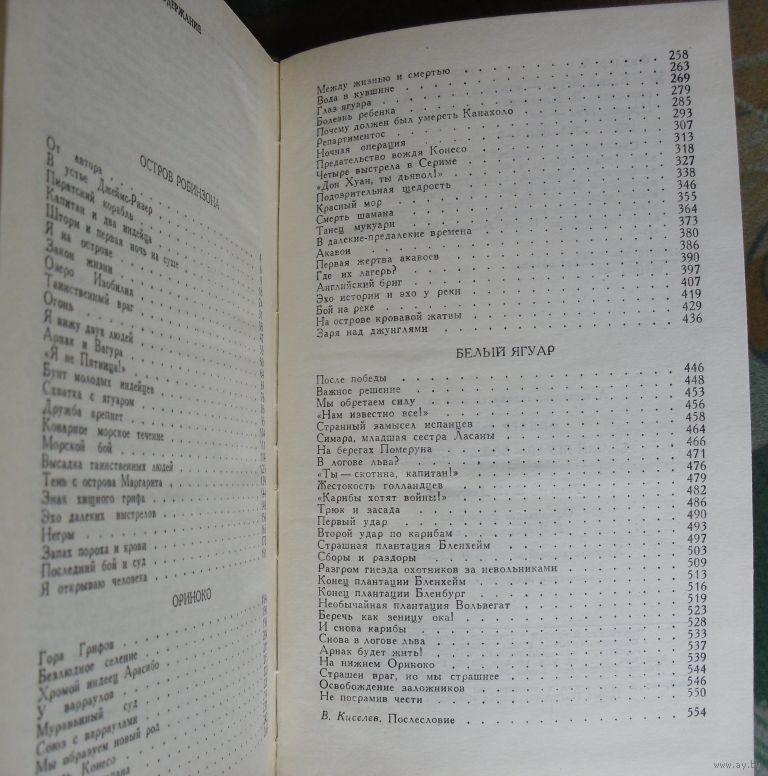 СОДЕРЖАНИЕ
ОСТРОВ РОБИНЗОНА
От автора
В устье Джеймс-Ривер
Пиратский корабль
Капитан и два индейца
Шторм и первая ночь на суше
Я на острове
Закон жизни
Озеро Изобилия
Таинственный враг
Огонь
Я вижу двух людей
Арнак и Вагура
«Я не Пятница!»
Бунт молодых индейцев
Схватка с ягуаром
Дружба крепнет
Коварное морское течение
Морской бой
Высадка таинственных людей
Тень с острова Маргарита
Знак хищного грифа
Эхо далеких выстрелов
Негры
Запах пороха и крови
Последний бой и суд
Я открываю человека
ОРИНОКО
Гора Грифов
Безлюдное селение
Хромой индеец Арасибо
У варраулов
Муравьиный суд
Союз с варраулами
Мы образуем новый род
Конесо
Между жизнью и смертью 258
Вода в кувшине 263
Глаз ягуара 269
Болезнь ребенка 279
Почему должен был умереть Канахоло 285
Репартиментос 293
Ночная операция 307
Предательство вождя Конесо 313
Четыре выстрела в Сериме 318
«Дон Хуан, ты дьявол!» 327
Подозрительная щедрость 338
Красный мор 346
Смерть шамана 355
Танец мукуари 364
В далекие-предалекие времена 373
Акавои 380
Первая жертва акавоев 386
Где их лагерь? 390
Английский бриг 397
Эхо истории и эхо у реки 407
Бой на реке 419
На острове кровавой жатвы 429
Заря над джунглями 436
БЕЛЫЙ ЯГУАР
После победы 446
Важное решение 448
Мы обретаем силу 453
«Нам известно все!» 456
Странный замысел испанцев 458
Симара, младшая сестра Ласаны 464
На берегах Померуна 466
В логове льва? 471
«Ты — скотина, капитан!» 476
Жестокость голландцев 479
«Карибы хотят войны!» 482
Трюк и засада 486
Первый удар 490
Второй удар по карибам 493
Страшная плантация Бленхейм 497
Сборы и раздоры 503
Разгром гнезда охотников за невольниками 509
Конец плантации Бленхейм 513
Конец плантации Бленбург 516
Необычайная плантация Вольвегат 519
Беречь как зеницу ока! 523
И снова карибы 528
Снова в логове льва 533
Арнак будет жить! 537
На нижнем Ориноко 539
Страшен враг, но мы страшнее 544
Освобождение заложников 546
Не посрамив чести 550
В. Киселев. Послесловие 554
www.ay.by